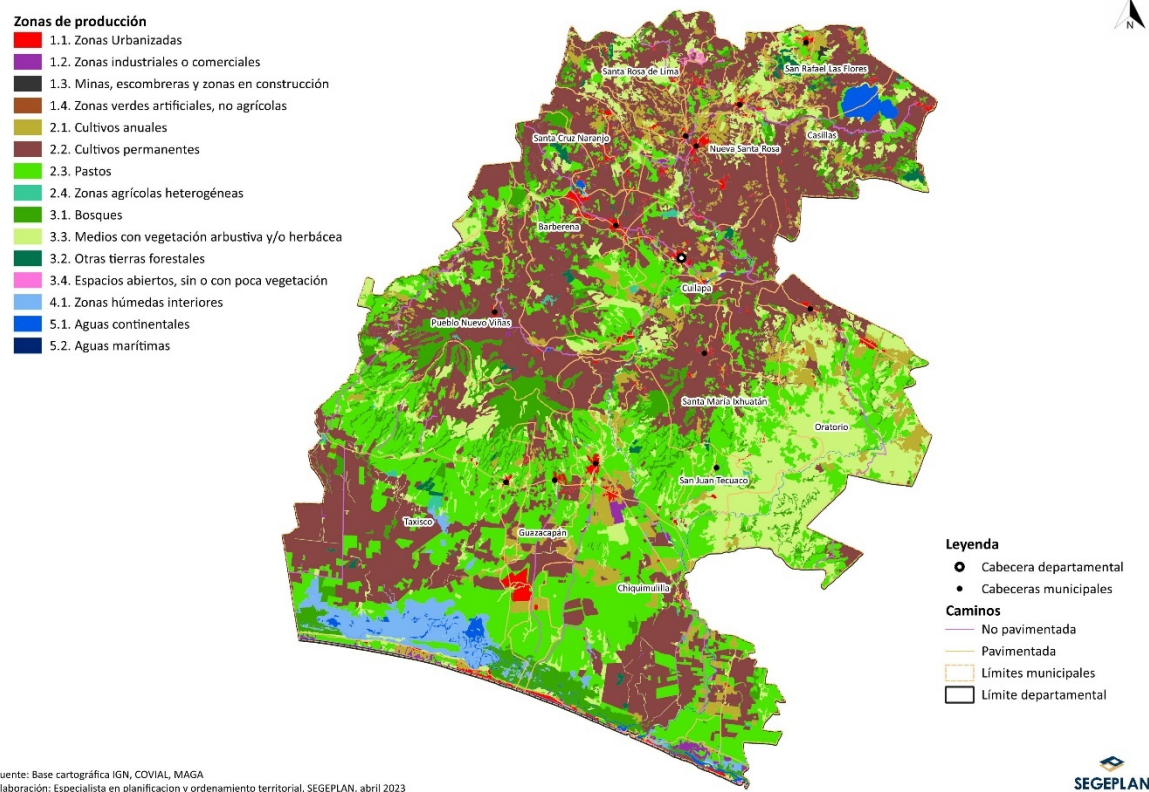 Zonas de producción
1.1. Zonas Urbanizadas
1.2. Zonas industriales o comerciales
1.3. Minas, escombreras y zonas en construcción
1.4. Zonas verdes artificiales, no agrícolas
2.1. Cultivos anuales
2.2. Cultivos permanentes
2.3. Pastos
2.4. Zonas agrícolas heterogéneas
3.1. Bosques
3.3. Medios con vegetación arbustiva y/o herbácea
3.2. Otras tierras forestales
3.4. Espacios abiertos, sin o con poca vegetación
4.1. Zonas húmedas interiores
5.1. Aguas continentales
5.2. Aguas marítimas
N
Santa Rosa de Lima
San Rafael Las Flores
Santa Cruz Naranjo
Casillas
Nueva Santa Rosa
Barberena
Cuilapa
Pueblo Nuevo Viñas
Santa María Ixhuatán
Oratorio
San Juan Tecuaco
Taxisco
Guazacapán
Chiquimulilla
Leyenda
Cabecera departamental
Cabeceras municipales
Caminos
No pavimentada
Pavimentada
Límites municipales
Límite departamental
uente: Base cartográfica IGN, COVIAL, MAGA
laboración: Especialista en planificacion y ordenamiento territorial. SEGEPLAN. abril 2023
SEGEPLAN